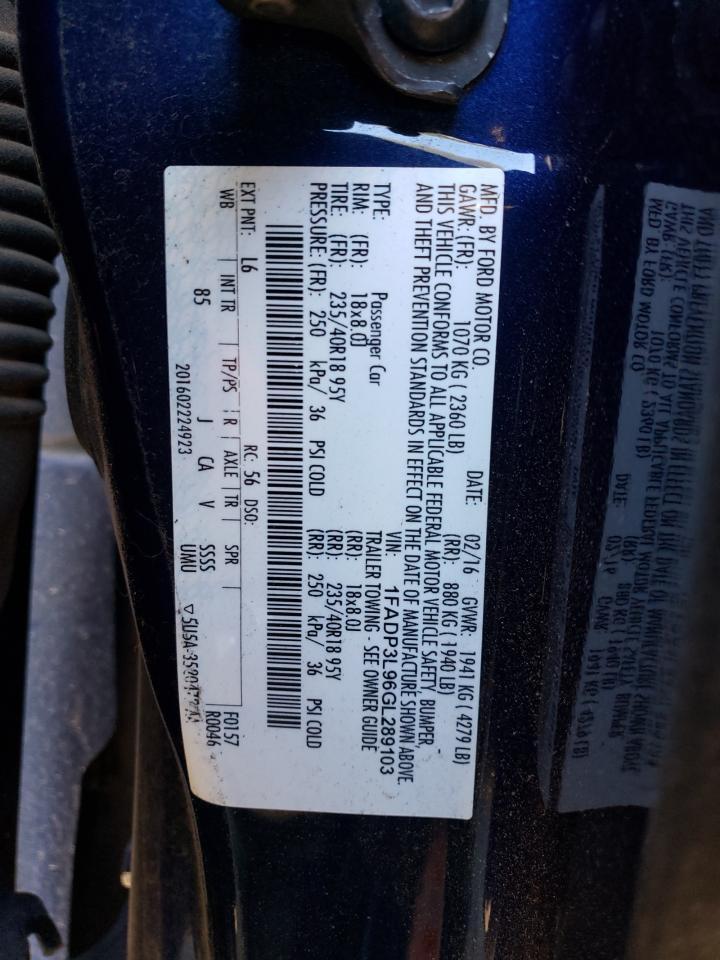 MFD. BY FORD MOTOR CO. DATE: 02/16 GVWR: 1941 KG ( 4279 LB)
GAWR: (FR): 1070 KG ( 2360 LB) (RR): 880 KG ( 1940 LB)
THIS VEHICLE CONFORMS TO ALL APPLICABLE FEDERAL MOTOR VEHICLE SAFETY, BUMPER,
AND THEFT PREVENTION STANDARDS IN EFFECT ON THE DATE OF MANUFACTURE SHOWN ABOVE.
VIN: 1FADP3L96GL289103
TYPE: Passenger Car TRAILER TOWING - SEE OWNER GUIDE
RIM: (FR): 18x8.0J (RR): 18x8.0J
TIRE: (FR): 235/40R18 95Y (RR): 235/40R18 95Y
PRESSURE: (FR): 250 kPa/ 36 PSI COLD (RR): 250 kPa/ 36 PSI COLD
EXT PNT: L6 RC: 56 DSO: F0157
WB INT TR TP/PS R AXLE TR SPR R0046
85 J CA V SSSS
201602224923 UMU